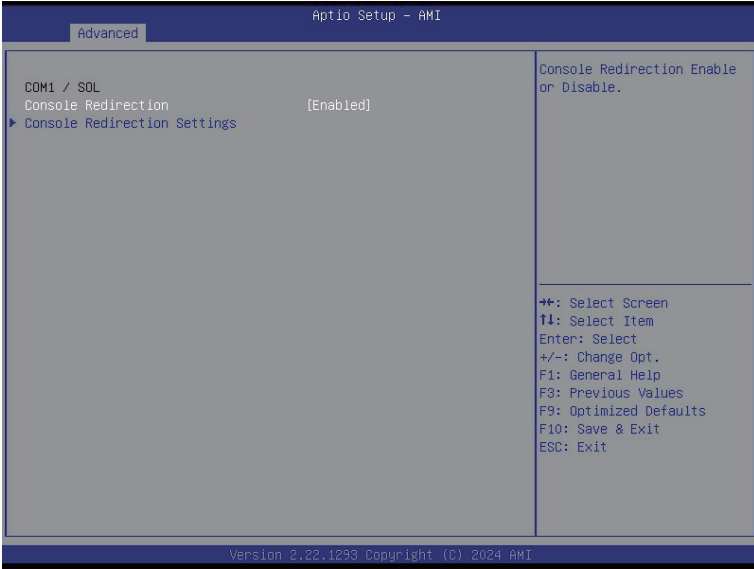 Aptio Setup – AMI
Advanced
COM1 / SOL
Console Redirection [Enabled]
Console Redirection Settings
Console Redirection Enable
or Disable.
→←: Select Screen
↑↓: Select Item
Enter: Select
+/-: Change Opt.
F1: General Help
F3: Previous Values
F9: Optimized Defaults
F10: Save & Exit
ESC: Exit
Version 2.22.1293 Copyright (C) 2024 AMI